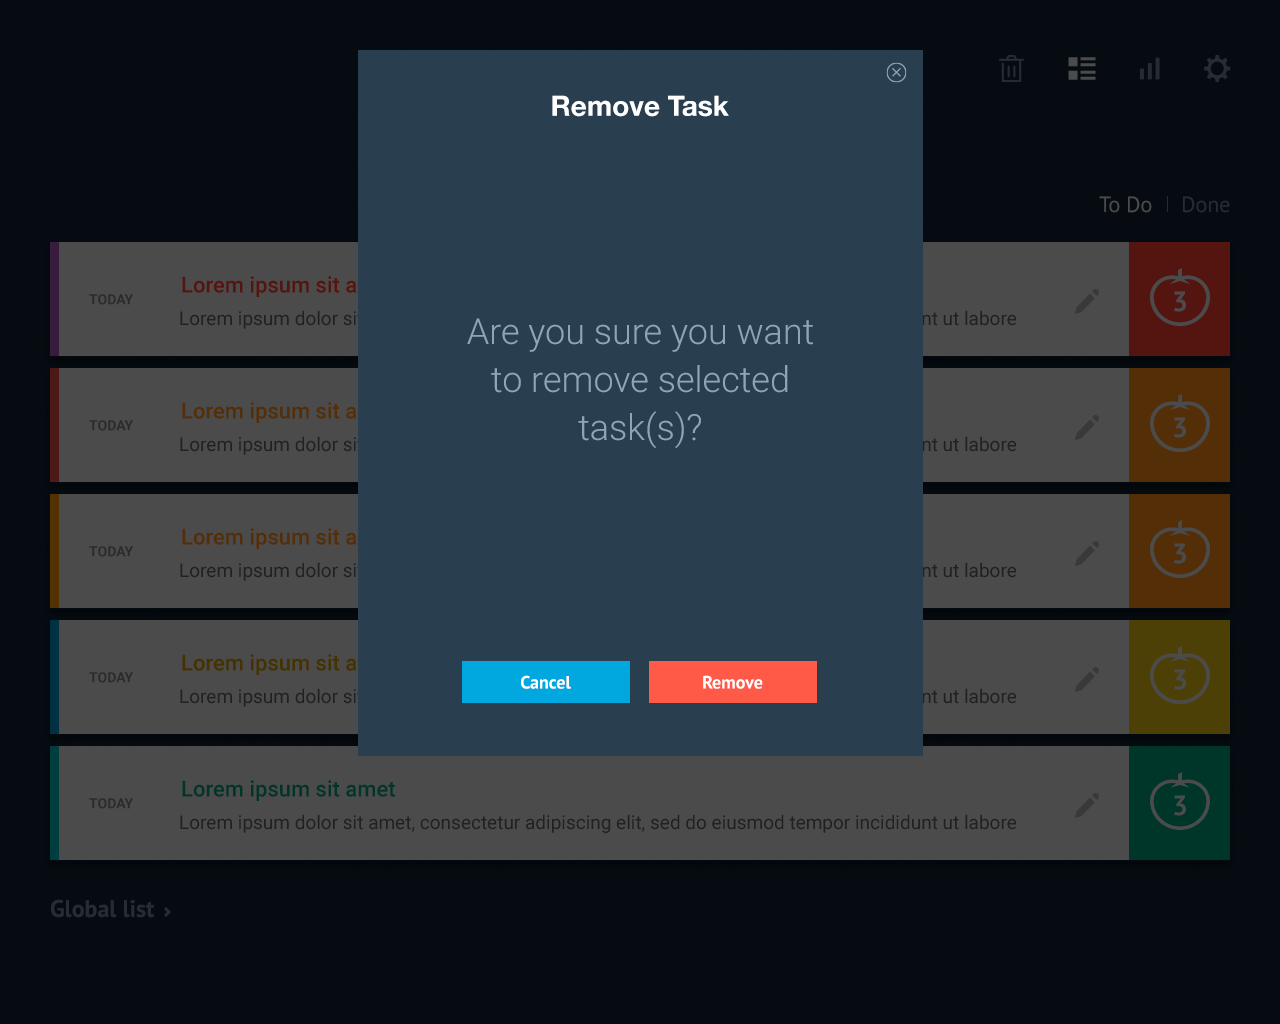 Remove Task
To Do | Done
Are you sure you want
to remove selected
task(s)?
Cancel
Remove
TODAY
Lorem ipsum sit a
Lorem ipsum dolor si
nt ut labore
3
TODAY
Lorem ipsum sit a
Lorem ipsum dolor si
nt ut labore
3
TODAY
Lorem ipsum sit a
Lorem ipsum dolor si
nt ut labore
3
TODAY
Lorem ipsum sit a
Lorem ipsum dolor si
nt ut labore
3
TODAY
Lorem ipsum sit amet
Lorem ipsum dolor sit amet, consectetur adipiscing elit, sed do eiusmod tempor incididunt ut labore
3
Global list ›